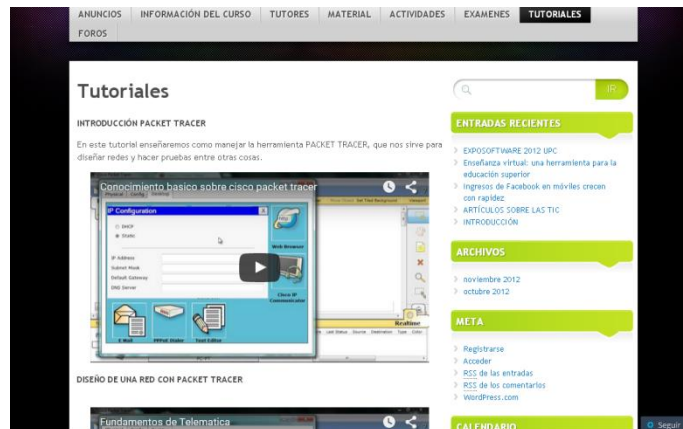 ANUNCIOS INFORMACIÓN DEL CURSO TUTORES MATERIAL ACTIVIDADES EXAMENES TUTORIALES
FOROS
Tutoriales
INTRODUCCIÓN PACKET TRACER
En este tutorial enseñaremos como manejar la herramienta PACKET TRACER, que nos sirve para
diseñar redes y hacer pruebas entre otras cosas.
Conocimiento basico sobre cisco packet tracer
Physical Config Desktop
IP Configuration X
DHCP
Static
IP Address
Subnet Mask
Default Gateway
DNS Server
Web Browser
Cisco IP
Communicator
E Mail PPPoE Dialer Text Editor
Realtime
DISEÑO DE UNA RED CON PACKET TRACER
Fundamentos de Telematica
IR
ENTRADAS RECIENTES
EXPOSOFTWARE 2012 UPC
Enseñanza virtual: una herramienta para la
educación superior
Ingresos de Facebook en móviles crecen
con rapidez
ARTÍCULOS SOBRE LAS TIC
INTRODUCCIÓN
ARCHIVOS
noviembre 2012
octubre 2012
META
Registrarse
Acceder
RSS de las entradas
RSS de los comentarios
WordPress.com
CALENDARIO
Seguir